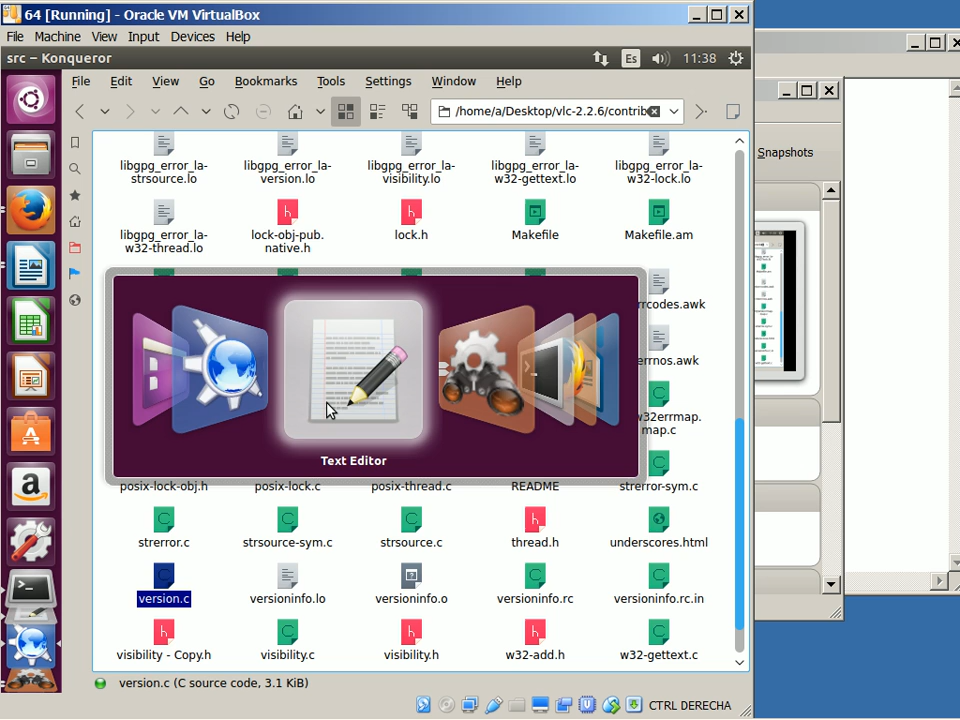 64 [Running] - Oracle VM VirtualBox
File Machine View Input Devices Help
src – Konqueror
Es
11:38
File Edit View Go Bookmarks Tools Settings Window Help
/home/a/Desktop/vlc-2.2.6/contrib
Snapshots
libgpg_error_la-
strsource.lo
libgpg_error_la-
version.lo
libgpg_error_la-
visibility.lo
libgpg_error_la-
w32-gettext.lo
libgpg_error_la-
w32-lock.lo
libgpg_error_la-
w32-thread.lo
lock-obj-pub.
native.h
lock.h
Makefile
Makefile.am
rrcodes.awk
errnos.awk
w32errmap.
map.c
Text Editor
posix-lock-obj.h
posix-lock.c
posix-thread.c
README
strerror-sym.c
strerror.c
strsource-sym.c
strsource.c
thread.h
underscores.html
version.c
versioninfo.lo
versioninfo.o
versioninfo.rc
versioninfo.rc.in
visibility - Copy.h
visibility.c
visibility.h
w32-add.h
w32-gettext.c
version.c (C source code, 3.1 KiB)
CTRL DERECHA